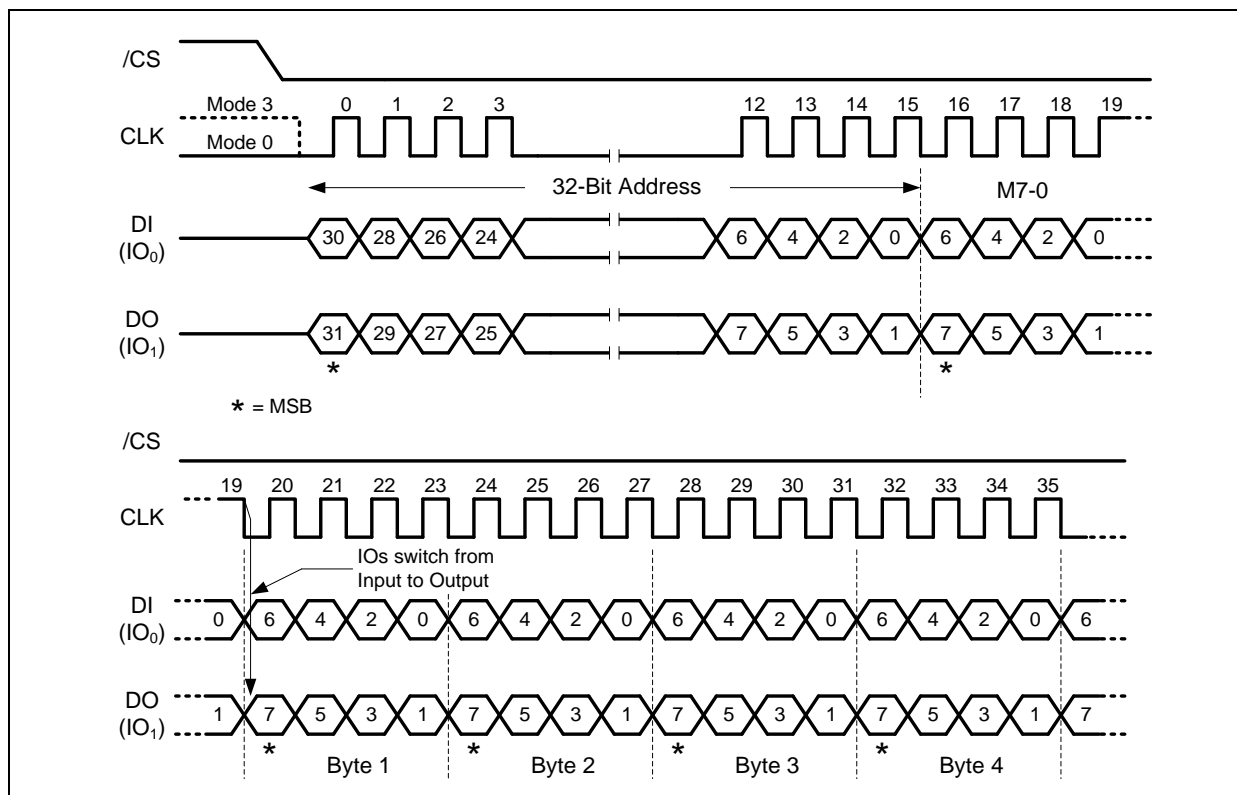 /CS
Mode 3 0 1 2 3 12 13 14 15 16 17 18 19
CLK
Mode 0
32-Bit Address M7-0
DI
(IO0)
30 28 26 24 6 4 2 0 6 4 2 0
DO
(IO1)
31 29 27 25 7 5 3 1 7 5 3 1
* *
* = MSB
/CS
19 20 21 22 23 24 25 26 27 28 29 30 31 32 33 34 35
CLK
IOs switch from
Input to Output
DI
(IO0)
0 6 4 2 0 6 4 2 0 6 4 2 0 6 4 2 0 6
DO
(IO1)
1 7 5 3 1 7 5 3 1 7 5 3 1 7 5 3 1 7
* * * *
Byte 1 Byte 2 Byte 3 Byte 4